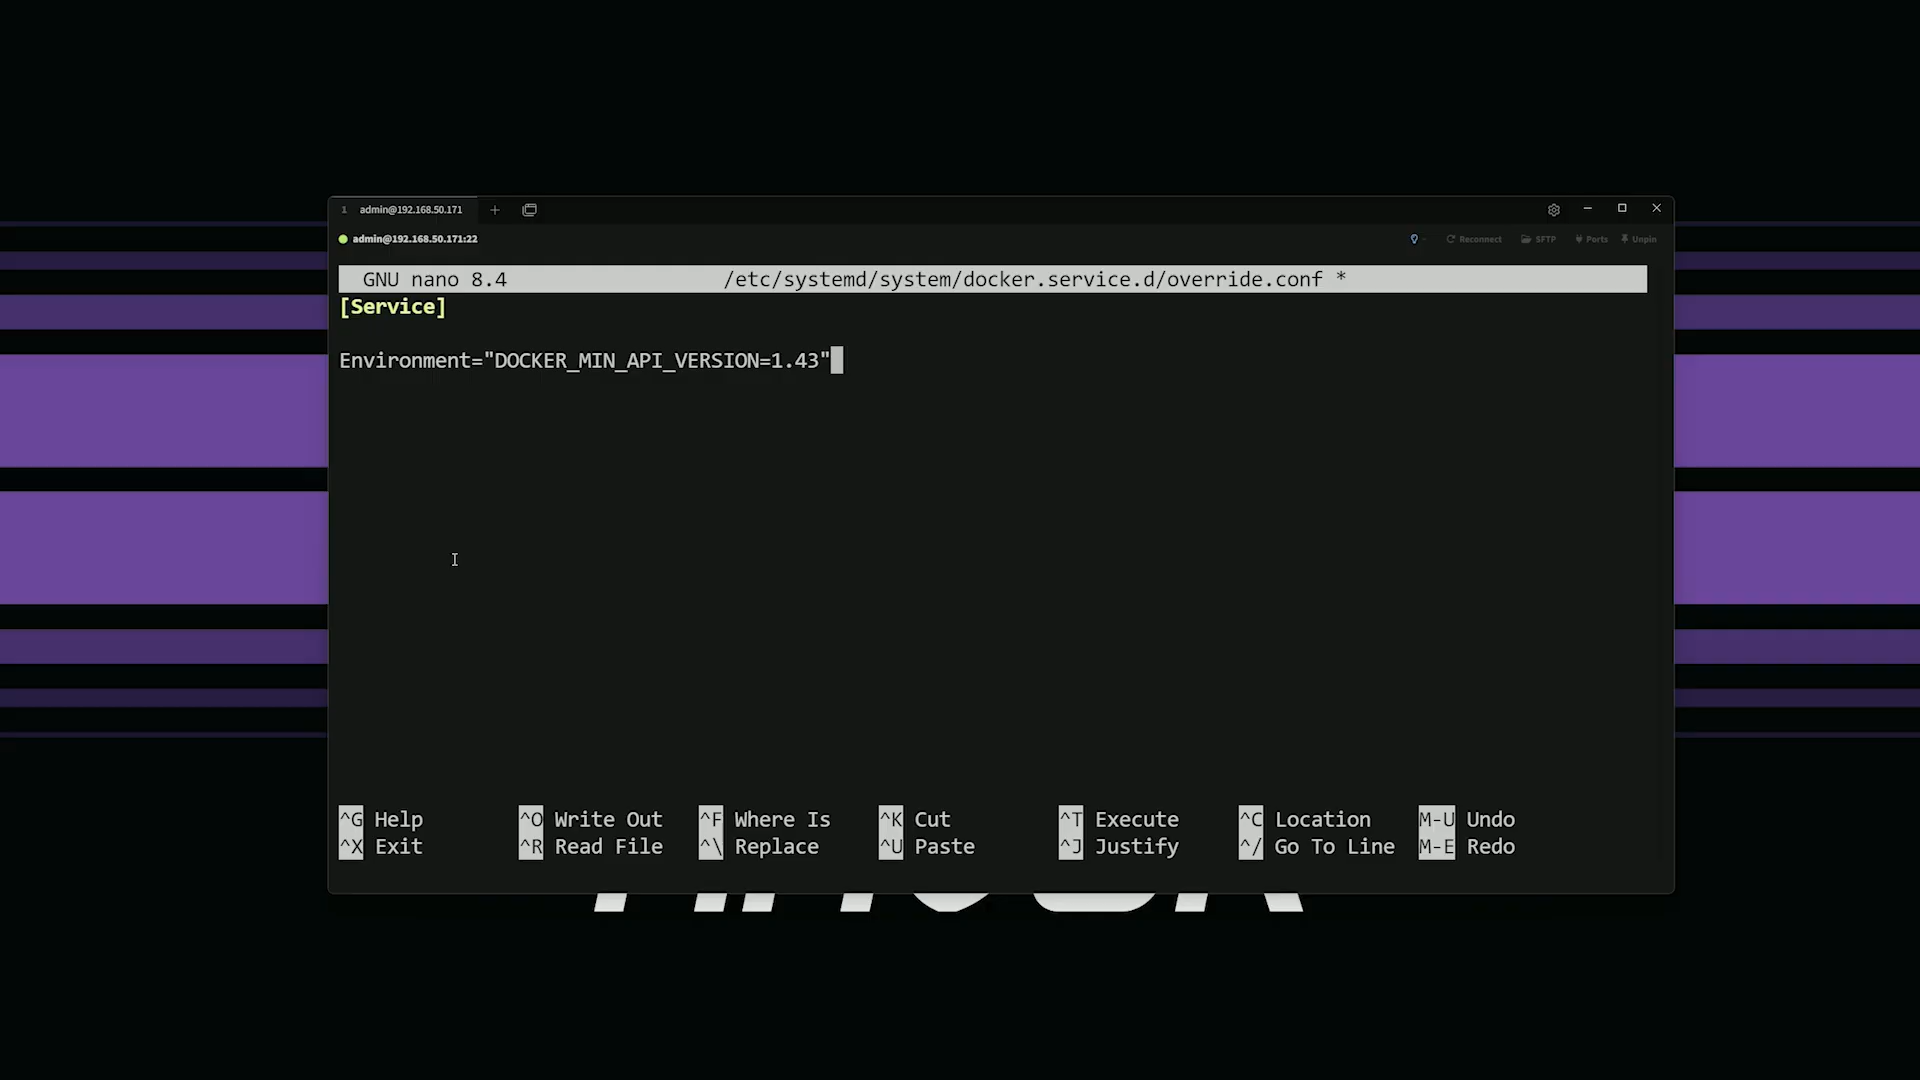 1 admin@192.168.50.171
admin@192.168.50.171:22
Reconnect SFTP Ports Unpin
GNU nano 8.4 /etc/systemd/system/docker.service.d/override.conf *
[Service]
Environment="DOCKER_MIN_API_VERSION=1.43"
^G Help ^O Write Out ^F Where Is ^K Cut ^T Execute ^C Location M-U Undo
^X Exit ^R Read File ^\ Replace ^U Paste ^J Justify ^/ Go To Line M-E Redo